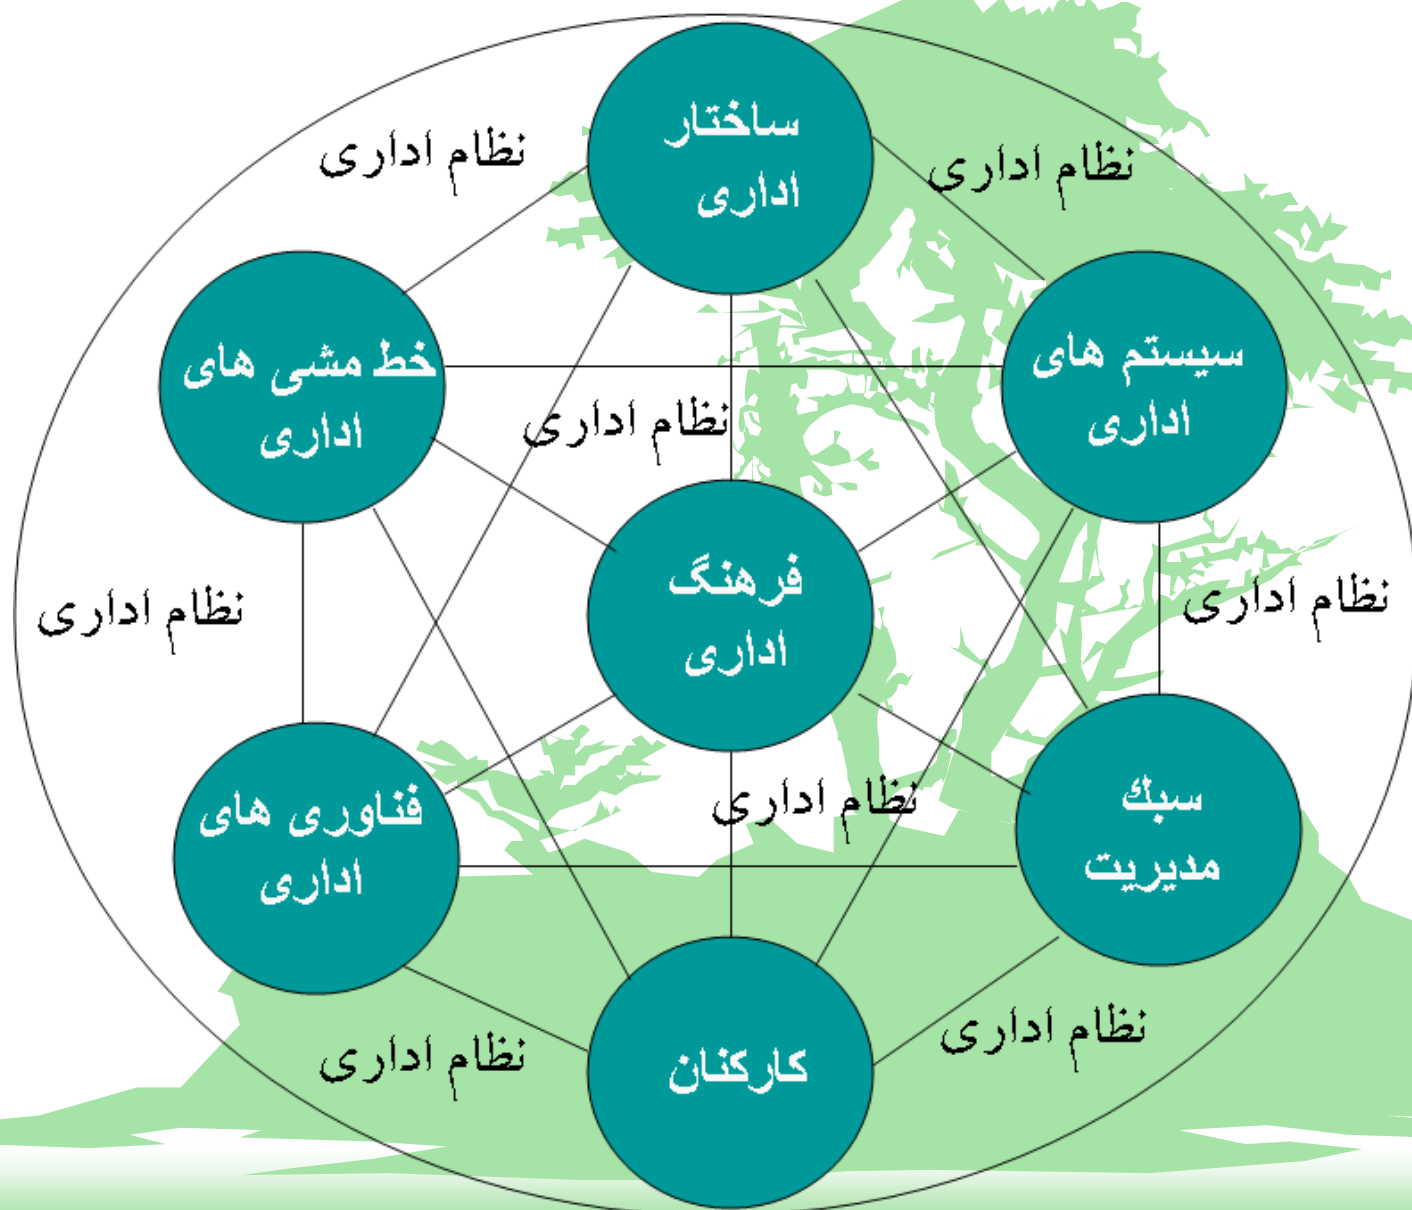 ساختار
اداری
نظام اداری
نظام اداری
سیستم های
اداری
خط مشی های
اداری
نظام اداری
فرهنگ
اداری
نظام اداری
نظام اداری
سبك
مدیریت
نظام اداری
فناوری های
اداری
نظام اداری
کارکنان
نظام اداری